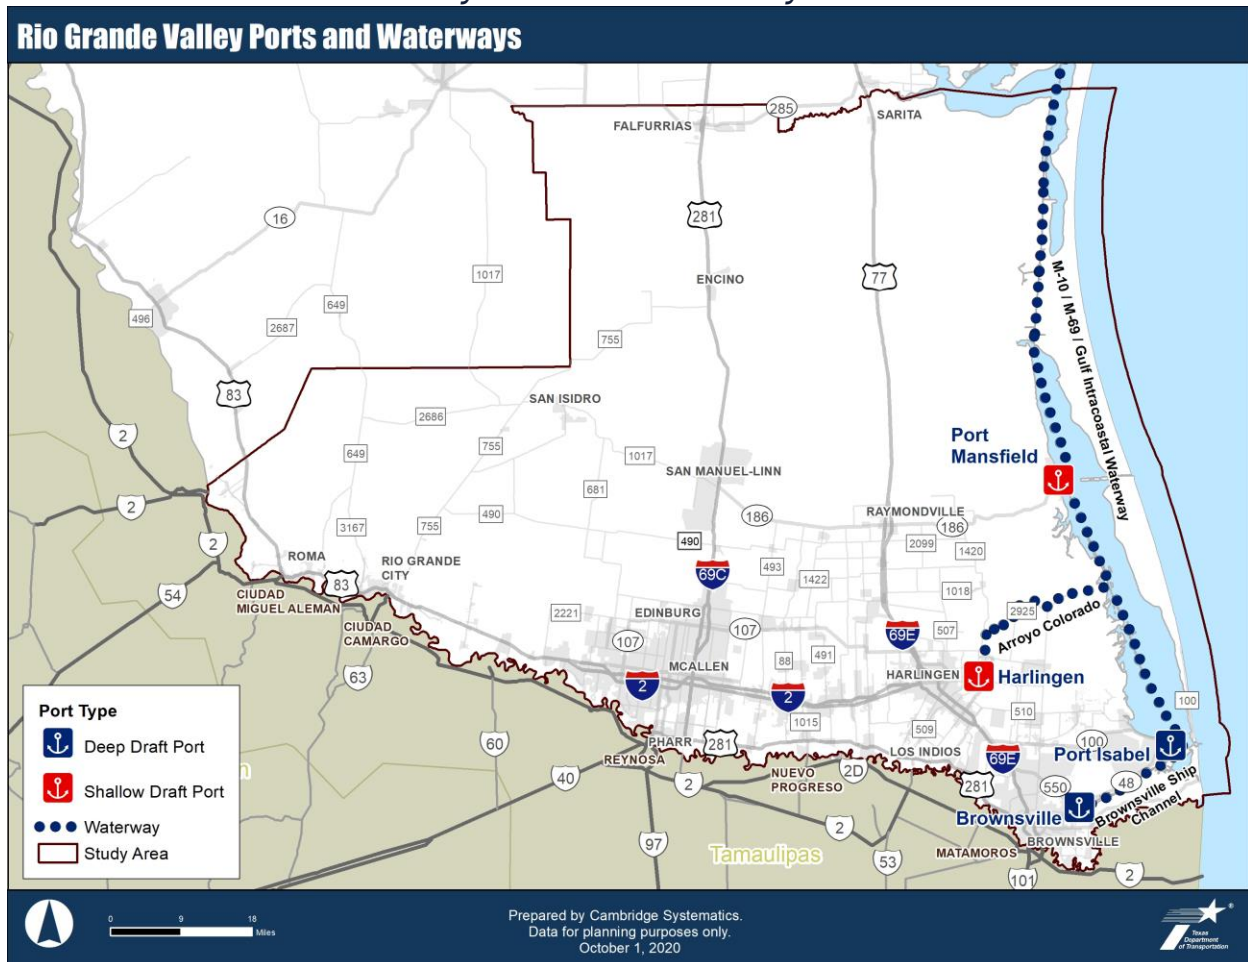 Rio Grande Valley Ports and Waterways
285
SARITA
FALFURRIAS
281
16
77
ENCINO
1017
649
496
2687
755
M-10 / M-69 / Gulf Intracoastal Waterway
83
SAN ISIDRO
2686
2
649
755
1017
SAN MANUEL-LINN
Port
Mansfield
681
2
490
186
RAYMONDVILLE
186
3167
755
2
490
2099
1420
ROMA
RIO GRANDE
CITY
69C
493
1422
83
54
CIUDAD
MIGUEL ALEMAN
1018
2221
EDINBURG
2925
CIUDAD
CAMARGO
107
107
507
69E
Arroyo Colorado
88
491
MCALLEN
HARLINGEN
Harlingen
63
2
2
100
510
1015
509
60
PHARR
281
LOS INDIOS
100
Port Isabel
REYNOSA
69E
40
NUEVO
PROGRESO
2D
2
281
550
48
Brownsville
Brownsville Ship
Channel
2
97
BROWNSVILLE
Tamaulipas
53
MATAMOROS
101
2
Port Type
Deep Draft Port
Shallow Draft Port
Waterway
Study Area
0 9 18
Miles
Prepared by Cambridge Systematics.
Data for planning purposes only.
October 1, 2020
Texas
Department
of Transportation